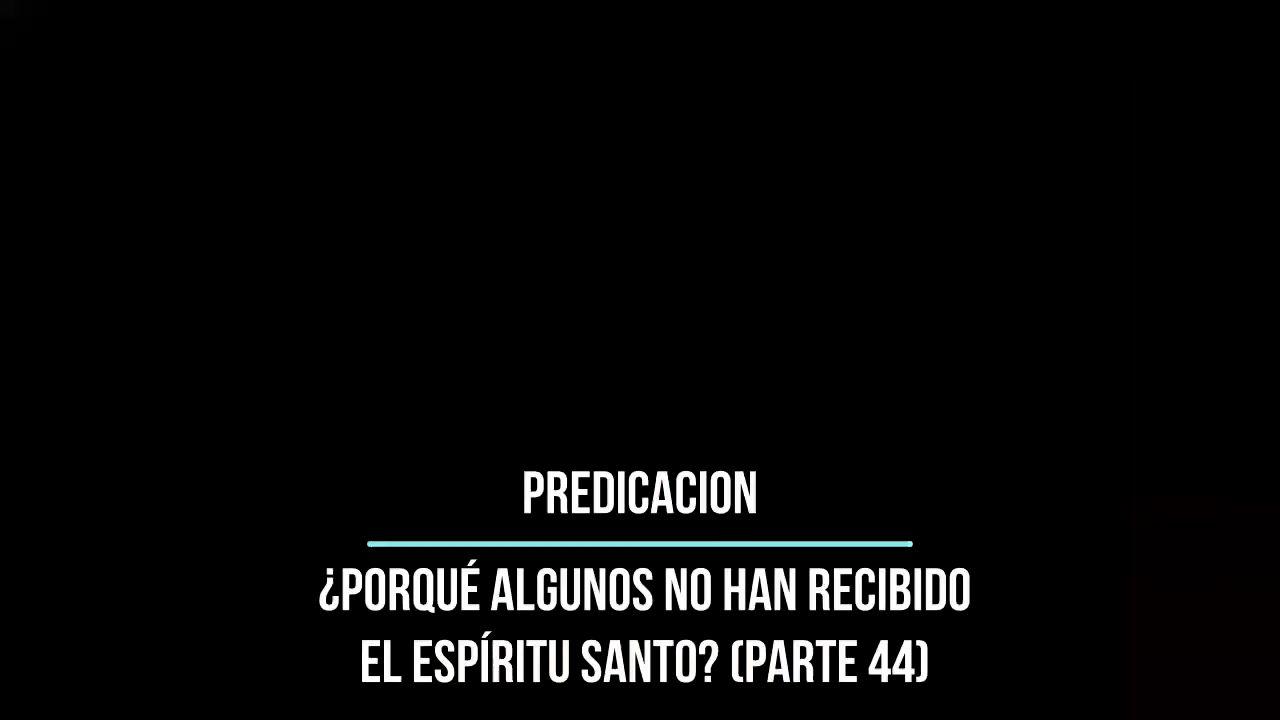 PREDICACION
¿PORQUÉ ALGUNOS NO HAN RECIBIDO
EL ESPÍRITU SANTO? (PARTE 44)